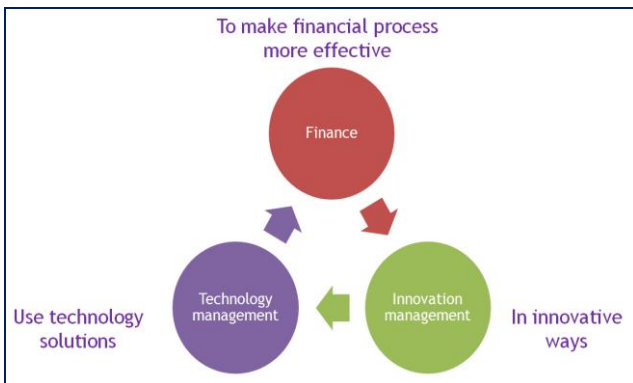 To make financial process
more effective
Finance
Technology
management
Innovation
management
Use technology
solutions
In innovative
ways